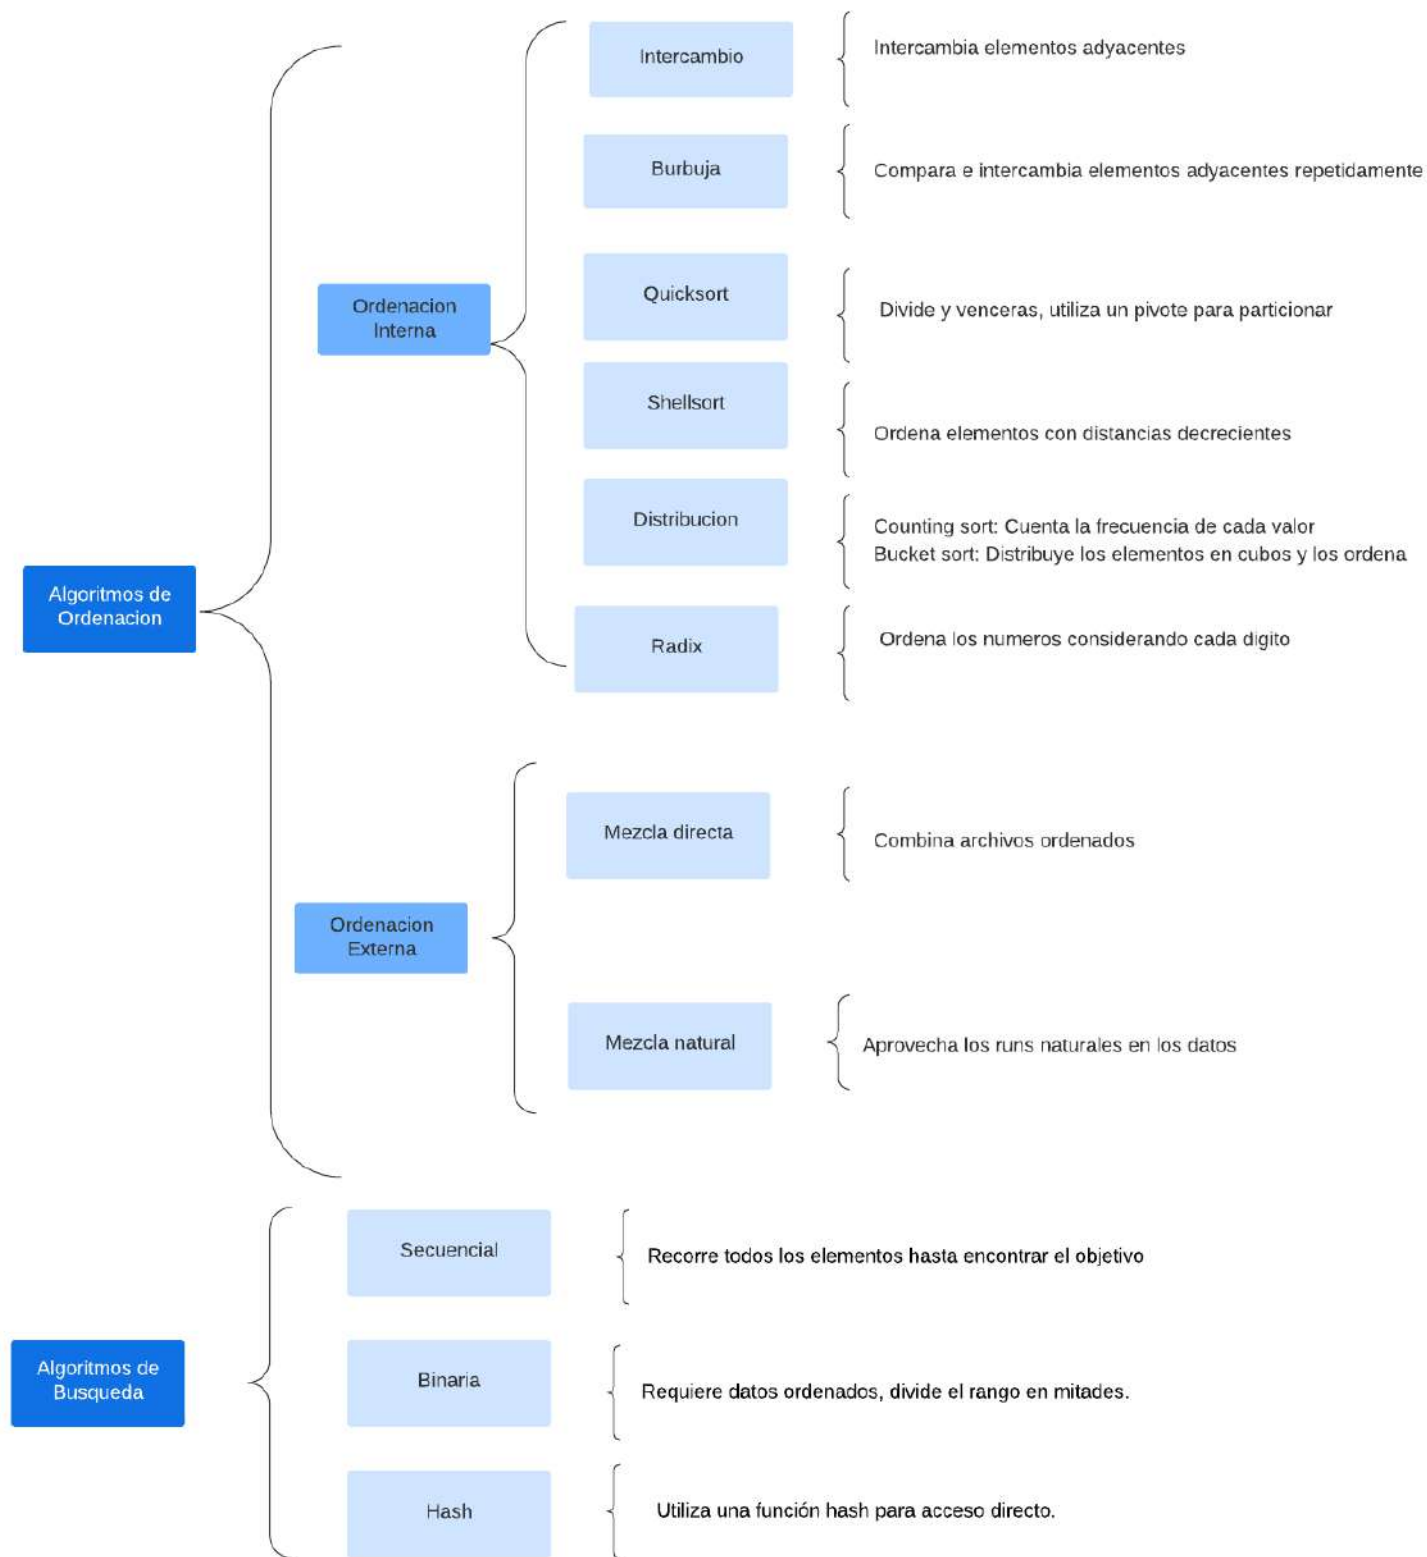 Intercambio
Intercambia elementos adyacentes
Burbuja
Compara e intercambia elementos adyacentes repetidamente
Ordenacion
Interna
Quicksort
Divide y venceras, utiliza un pivote para particionar
Shellsort
Ordena elementos con distancias decrecientes
Distribucion
Counting sort: Cuenta la frecuencia de cada valor
Bucket sort: Distribuye los elementos en cubos y los ordena
Algoritmos de
Ordenacion
Radix
Ordena los numeros considerando cada digito
Mezcla directa
Combina archivos ordenados
Ordenacion
Externa
Mezcla natural
Aprovecha los runs naturales en los datos
Secuencial
Recorre todos los elementos hasta encontrar el objetivo
Algoritmos de
Busqueda
Binaria
Requiere datos ordenados, divide el rango en mitades.
Hash
Utiliza una función hash para acceso directo.